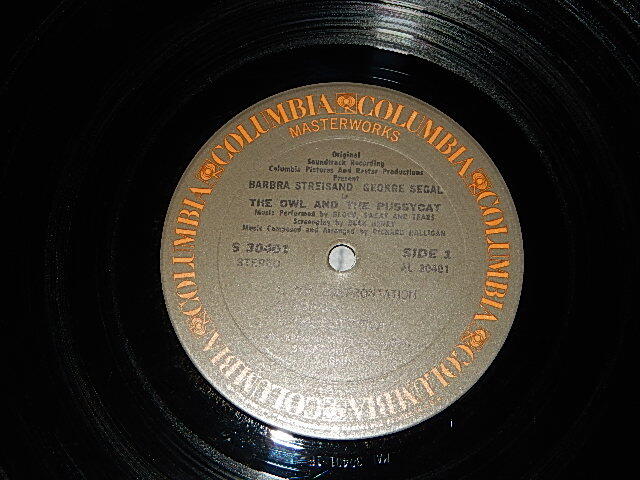 COLUMBIA COLUMBIA COLUMBIA COLUMBIA COLUMBIA COLUMBIA COLUMBIA COLUMBIA
MASTERWORKS
Original
Soundtrack Recording
Columbia Pictures And Rastar Productions
Present
BARBRA STREISAND GEORGE SEGAL
in
THE OWL AND THE PUSSYCAT
Music Performed by BLOOD, SWEAT AND TEARS
Screenplay by BUCK HENRY
Music Composed and Arranged by RICHARD HALLIGAN
S 30401 SIDE 1
STEREO AL 30401